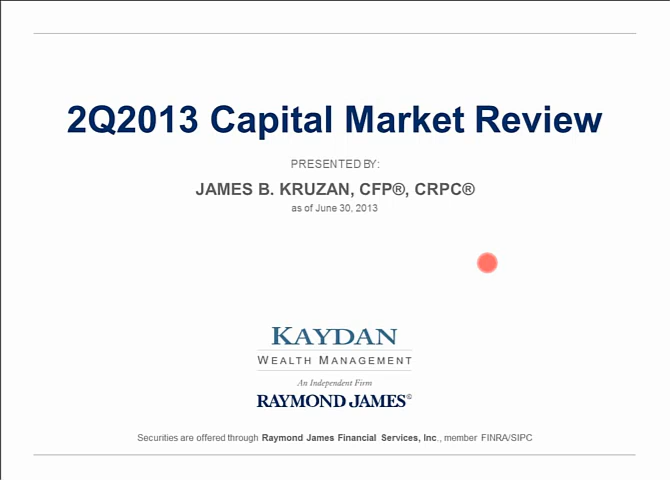 2Q2013 Capital Market Review
PRESENTED BY:
JAMES B. KRUZAN, CFP®, CRPC®
as of June 30, 2013
KAYDAN
WEALTH MANAGEMENT
An Independent Firm
RAYMOND JAMES®
Securities are offered through Raymond James Financial Services, Inc., member FINRA/SIPC